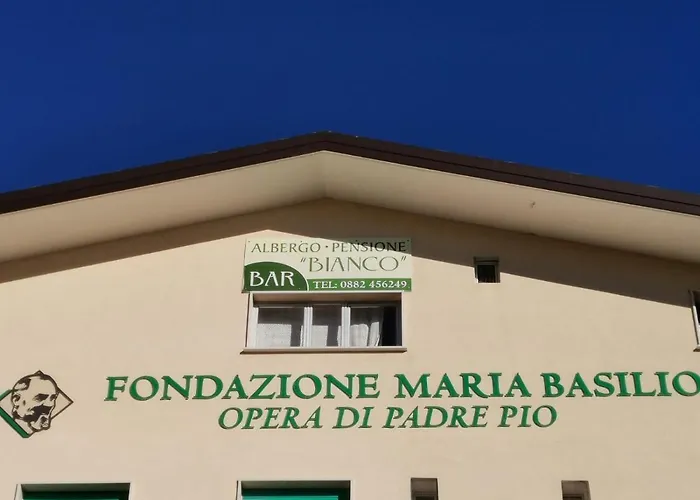 ALBERGO · PENSIONE
"BIANCO"
BAR
TEL: 0882 456249
FONDAZIONE MARIA BASILIO
OPERA DI PADRE PIO